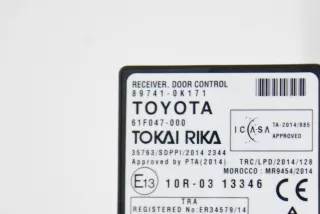 RECEIVER, DOOR CONTROL
89741-0K171
TOYOTA
61F047-000
TOKAI RIKA
ICASA
TA-2014/885
APPROVED
35763/SDPPI/2014 2344
Approved by PTA(2014)
TRC/LPD/2014/128
MOROCCO : MR9454/2014
E13 10R-03 13346 CE
TRA
REGISTERED No:ER34579/14